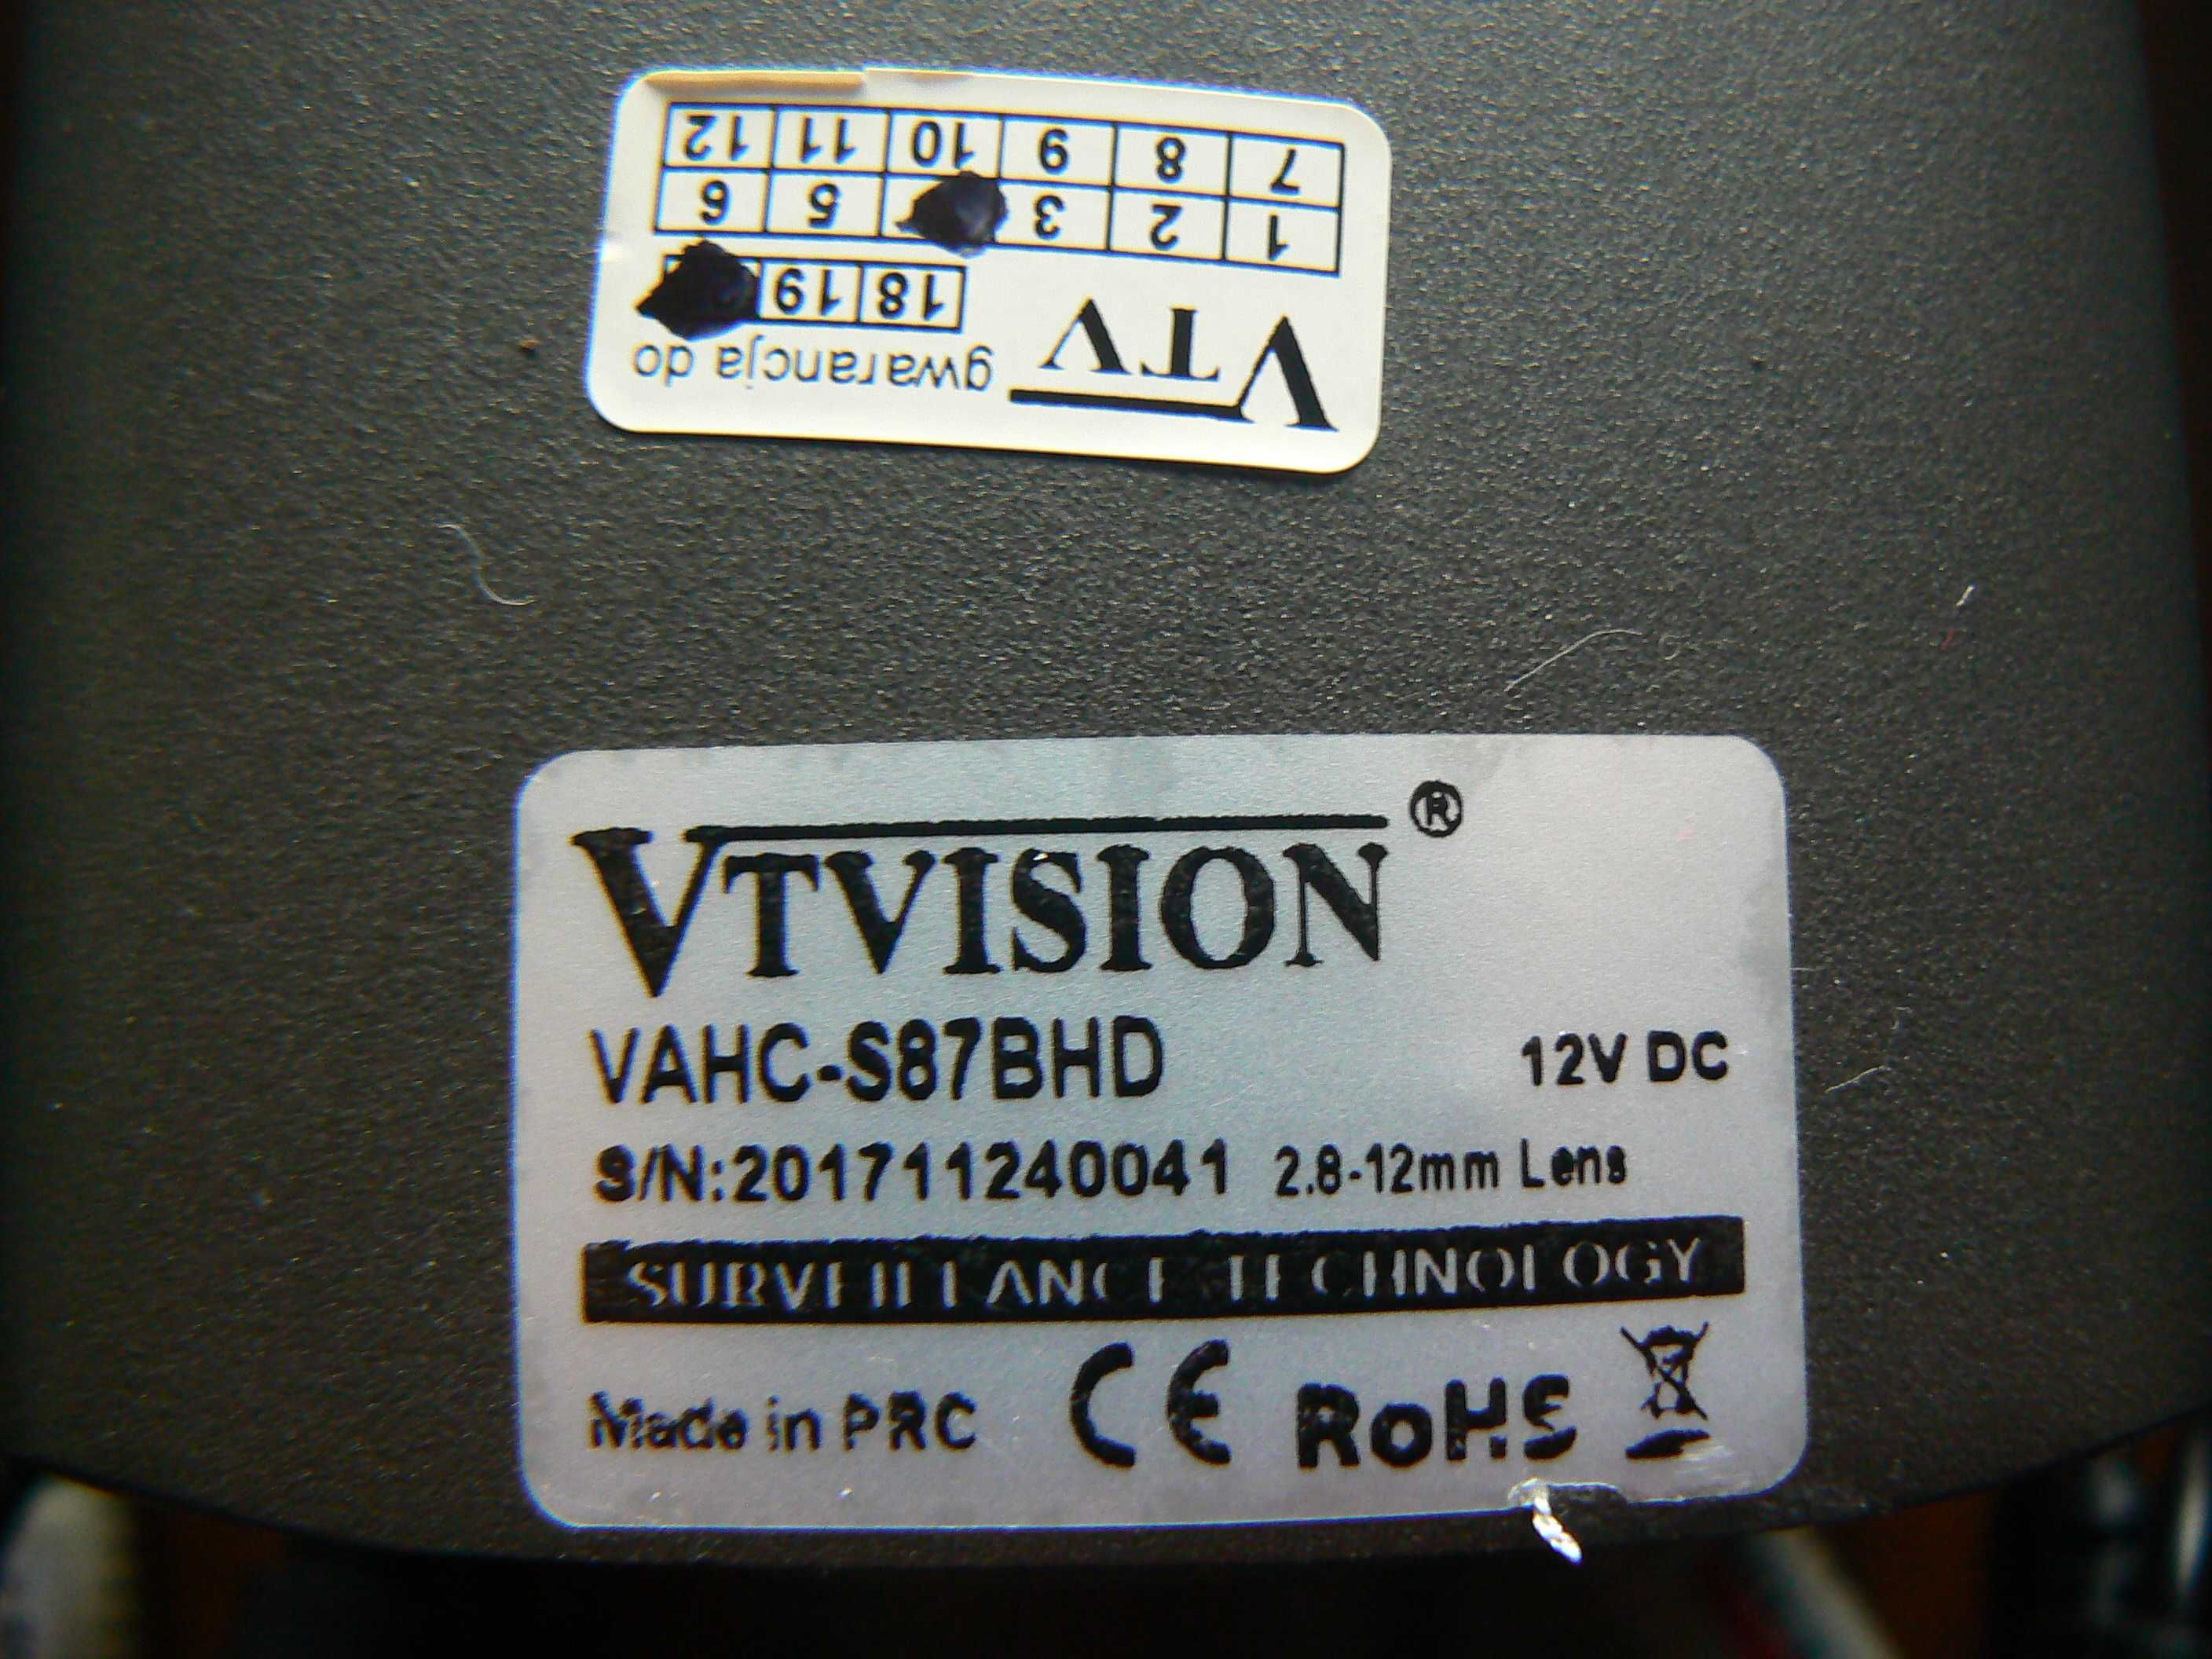 VTV gwarancja do
18 19
1 2 3 5 6
7 8 9 10 11 12
VTVISION®
VAHC-S87BHD 12V DC
S/N:201711240041 2.8-12mm Lens
SURVEILLANCE TECHNOLOGY
Made in PRC CE RoHS